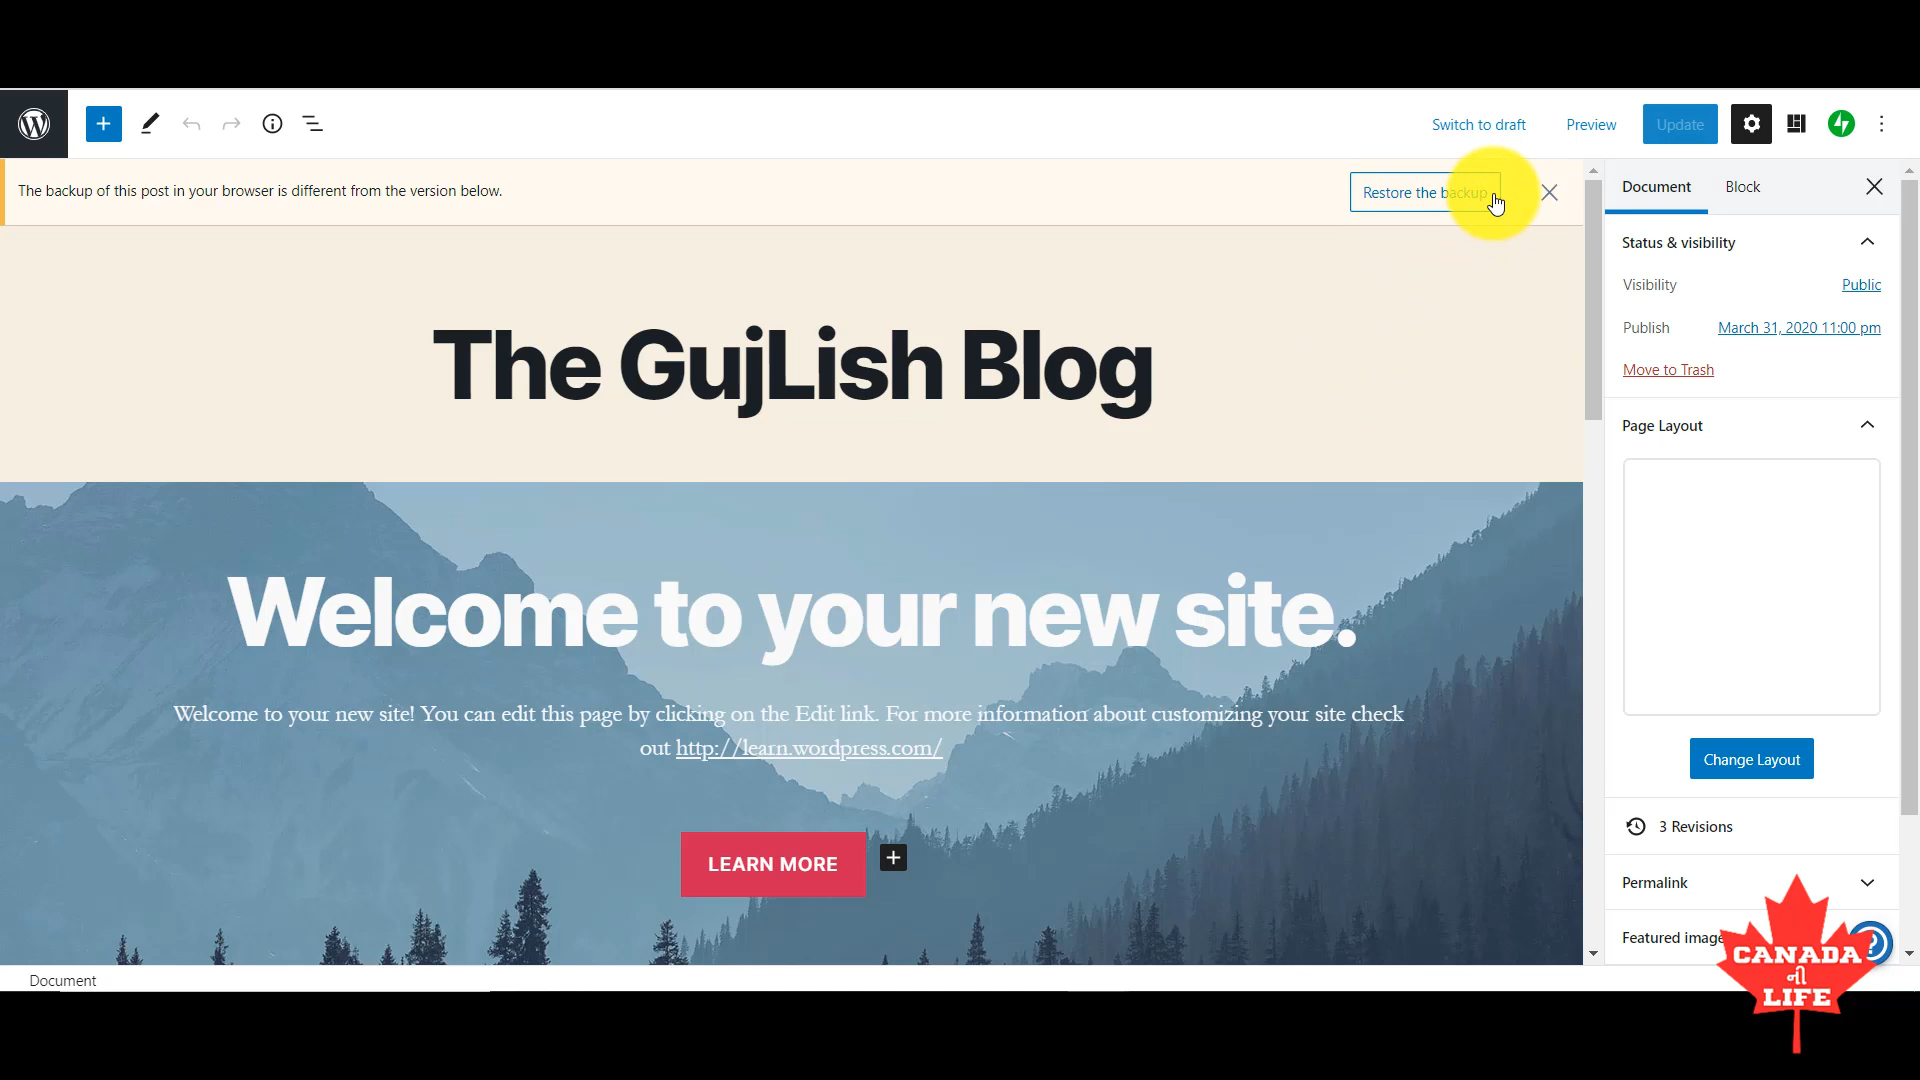 Switch to draft
Preview
Update
The backup of this post in your browser is different from the version below.
Restore the backup
Document
Block
Status & visibility
Visibility
Public
Publish
March 31, 2020 11:00 pm
Move to Trash
Page Layout
Change Layout
3 Revisions
Permalink
Featured image
The GujLish Blog
Welcome to your new site.
Welcome to your new site! You can edit this page by clicking on the Edit link. For more information about customizing your site check
out http://learn.wordpress.com/
LEARN MORE
Document
CANADA
ની
LIFE